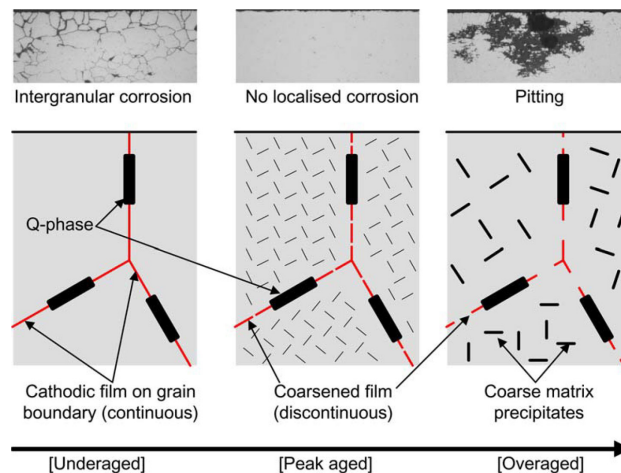 Intergranular corrosion
No localised corrosion
Pitting
Q-phase
Cathodic film on grain
boundary (continuous)
Coarsened film
(discontinuous)
Coarse matrix
precipitates
[Underaged]
[Peak aged]
[Overaged]